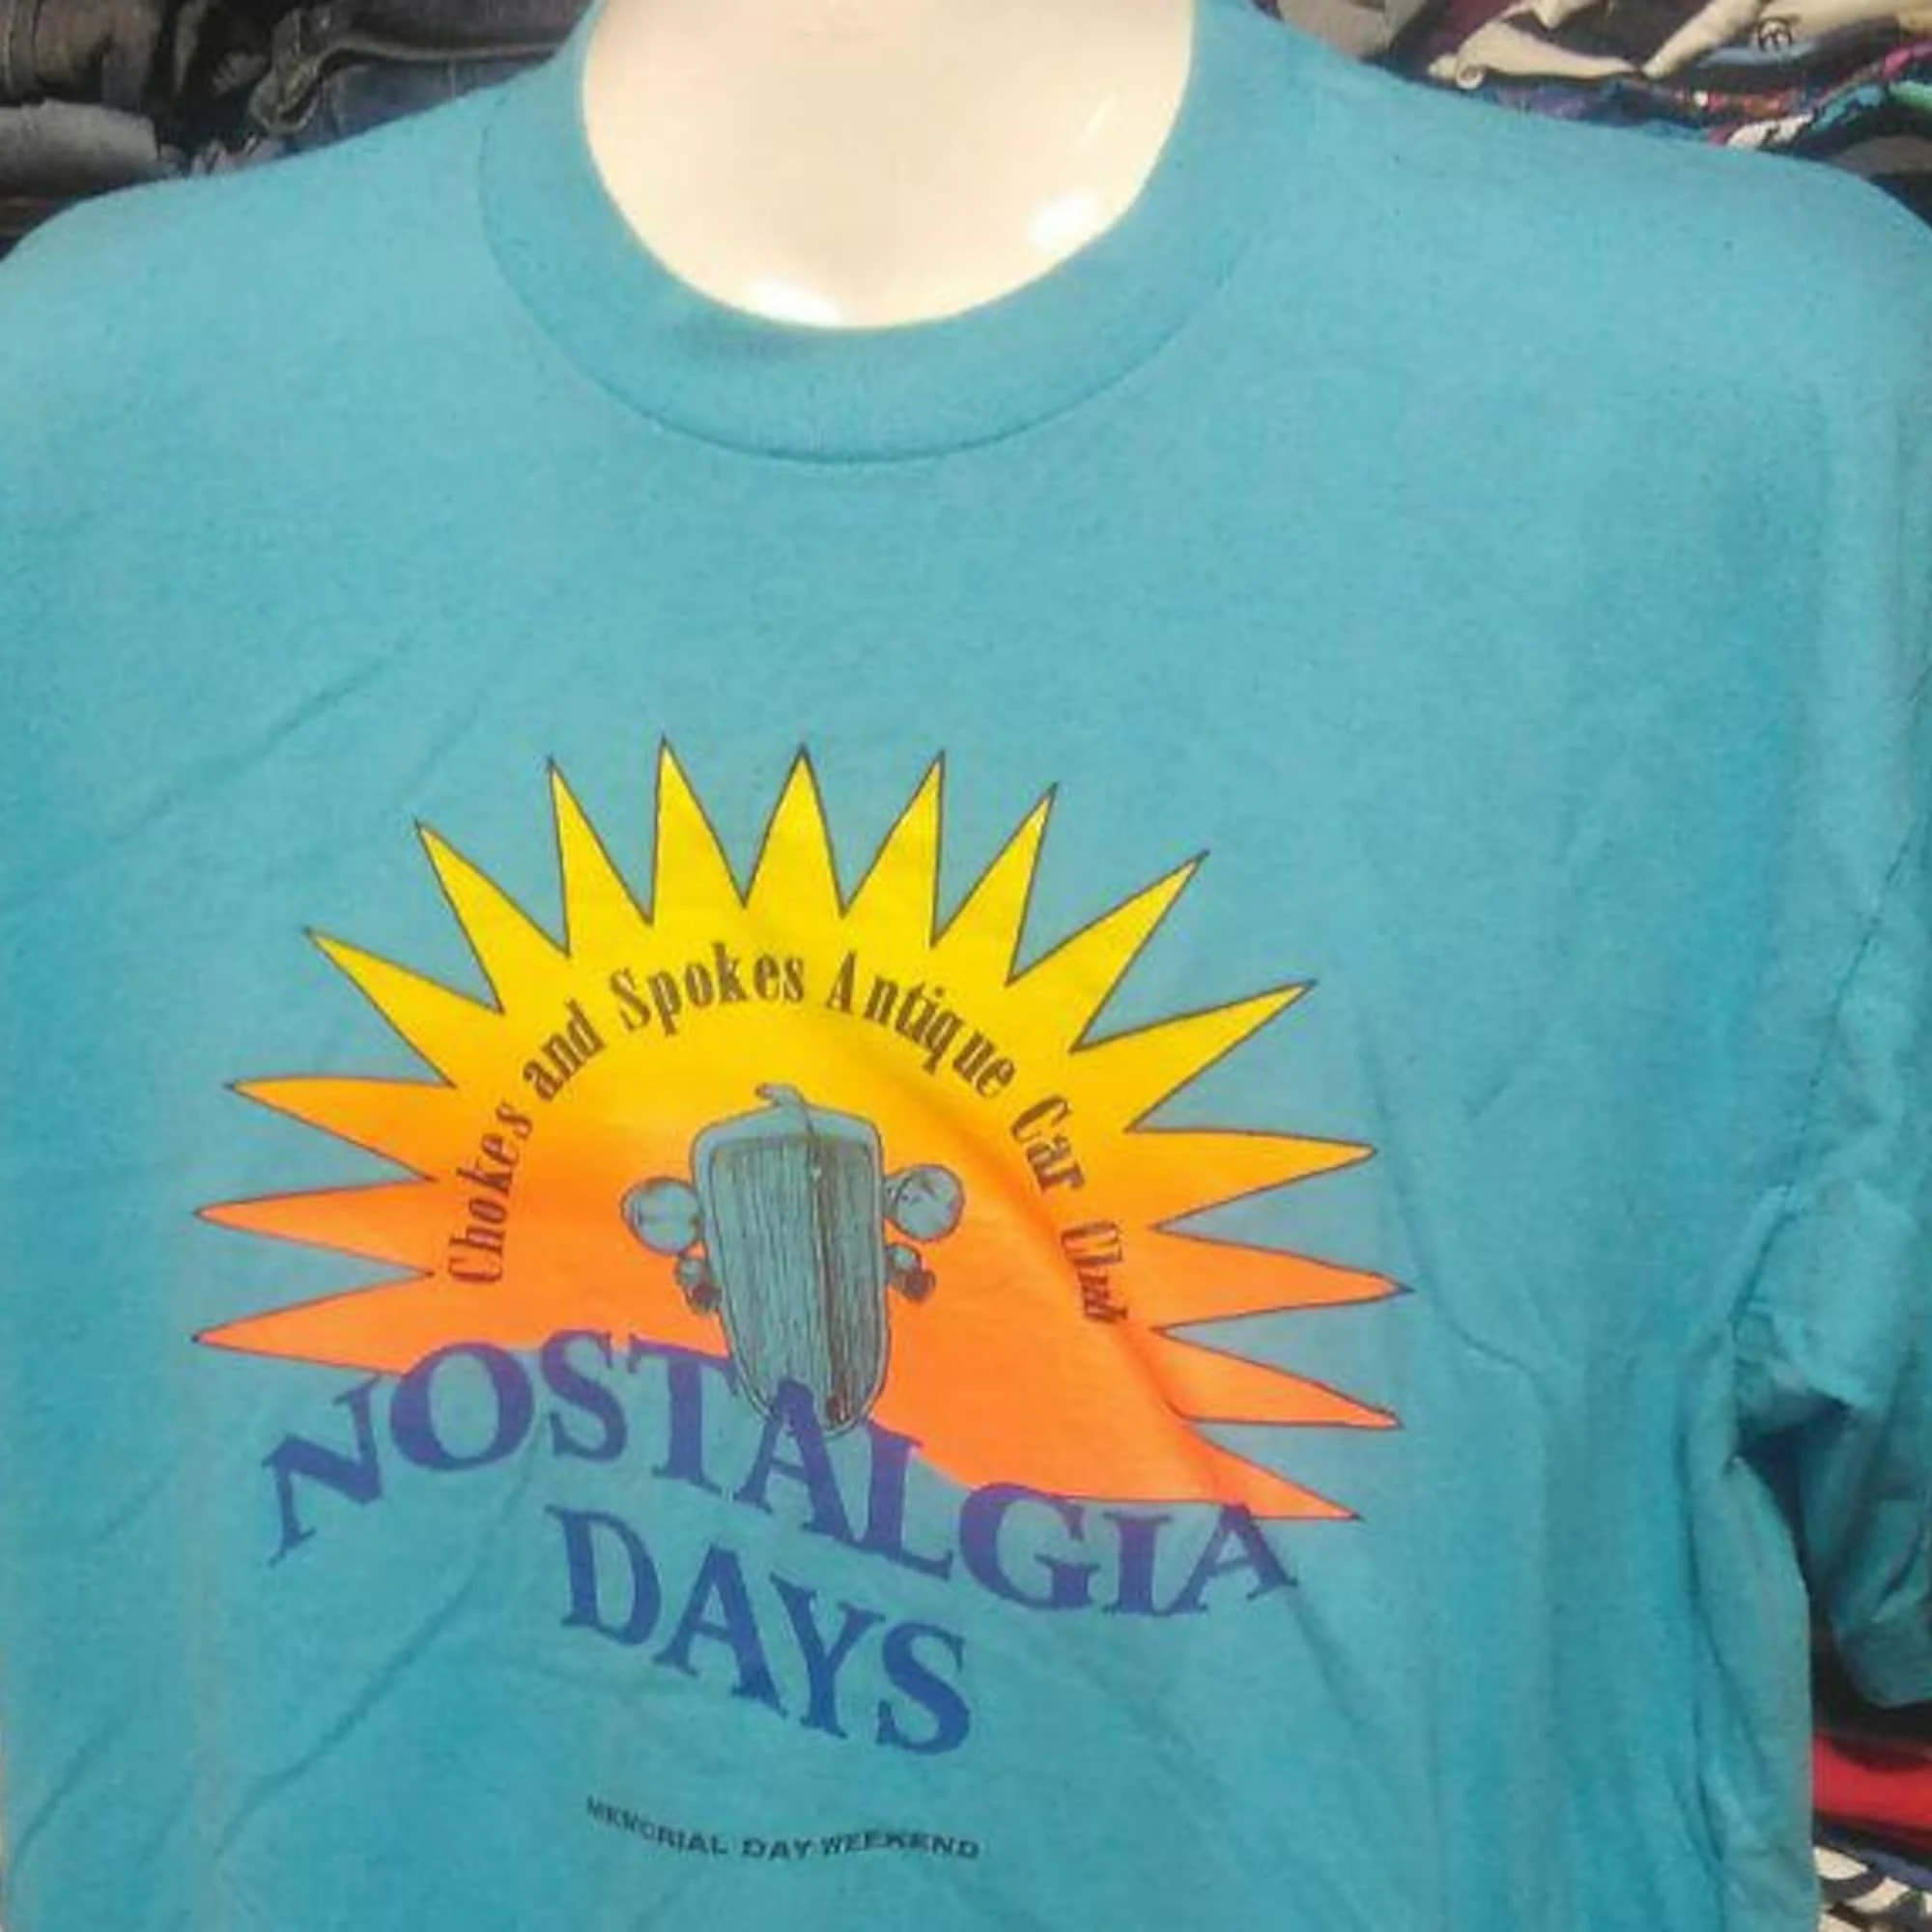 Chokes and Spokes Antique Car Club
NOSTALGIA
DAYS
MEMORIAL DAY WEEKEND